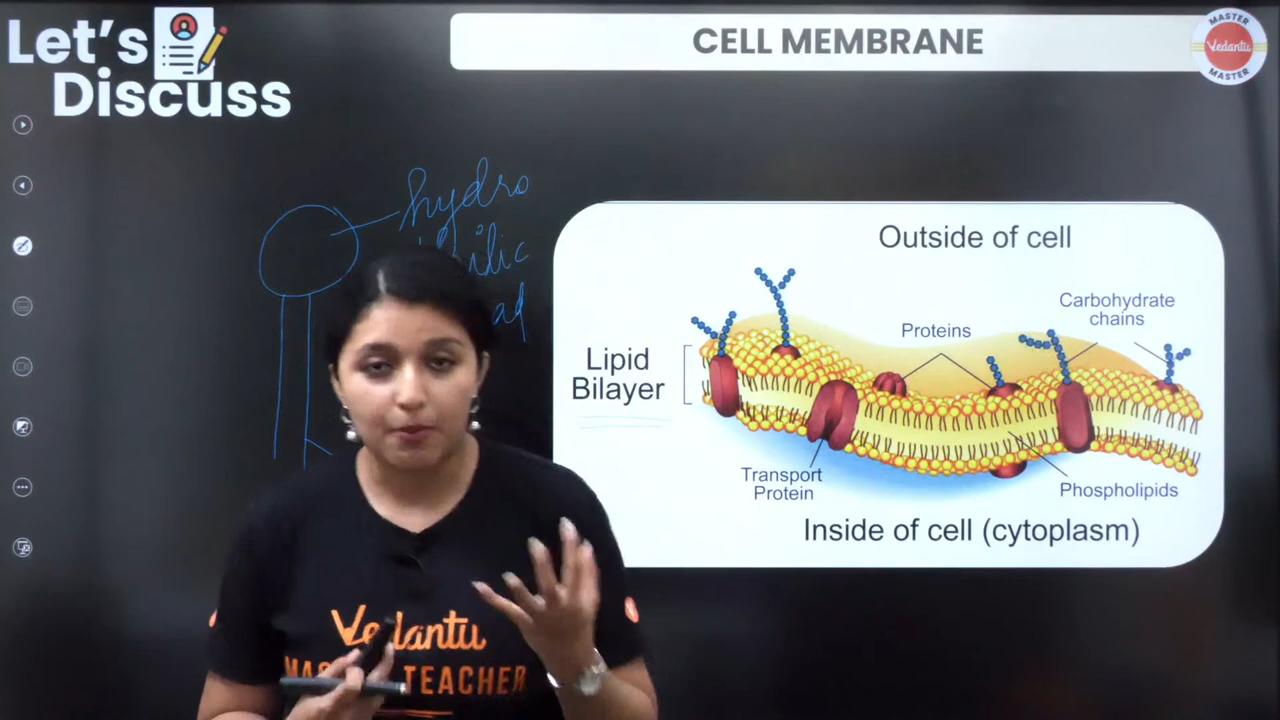 Let's
Discuss
CELL MEMBRANE
MASTER
Vedantu
MASTER
hydro
Outside of cell
Carbohydrate
chains
Proteins
Lipid
Bilayer
Transport
Protein
Phospholipids
Inside of cell (cytoplasm)
Vedantu
TEACHER